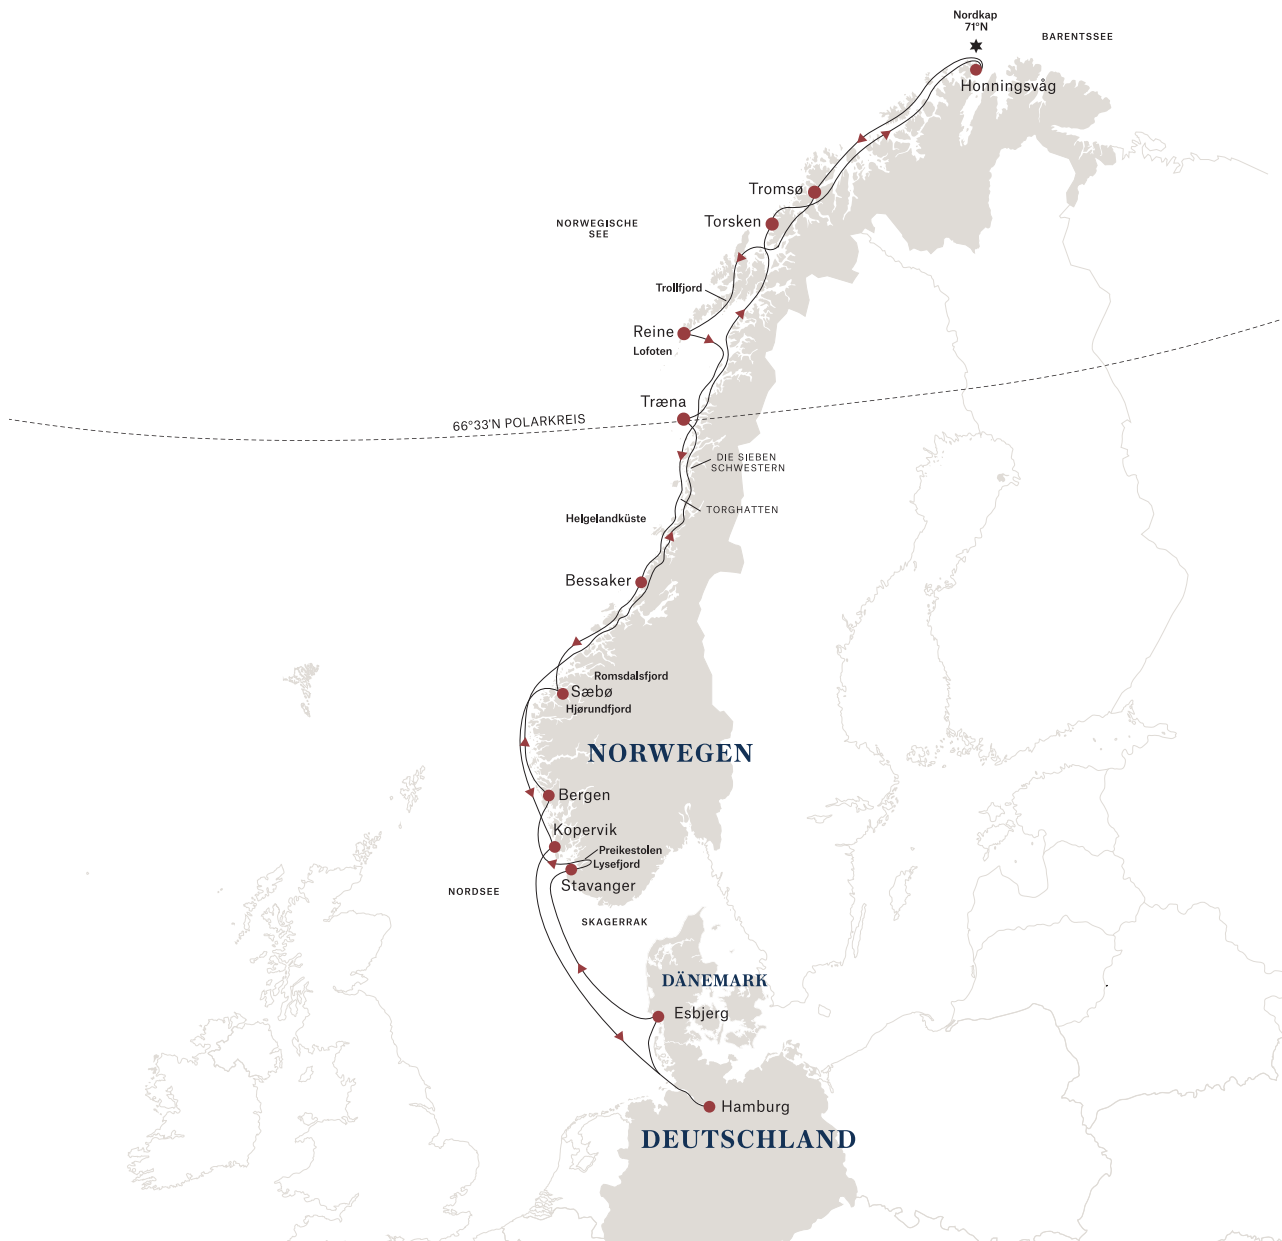 Nordkap
71°N
BARENTSSEE
Honningsvåg
Tromsø
Torsken
NORWEGISCHE
SEE
Trollfjord
Reine
Lofoten
Træna
66°33'N POLARKREIS
DIE SIEBEN
SCHWESTERN
TORGHATTEN
Helgelandküste
Bessaker
Romsdalsfjord
Sæbø
Hjørundfjord
NORWEGEN
Bergen
Kopervik
Preikestolen
Lysefjord
Stavanger
NORDSEE
SKAGERRAK
DÄNEMARK
Esbjerg
Hamburg
DEUTSCHLAND